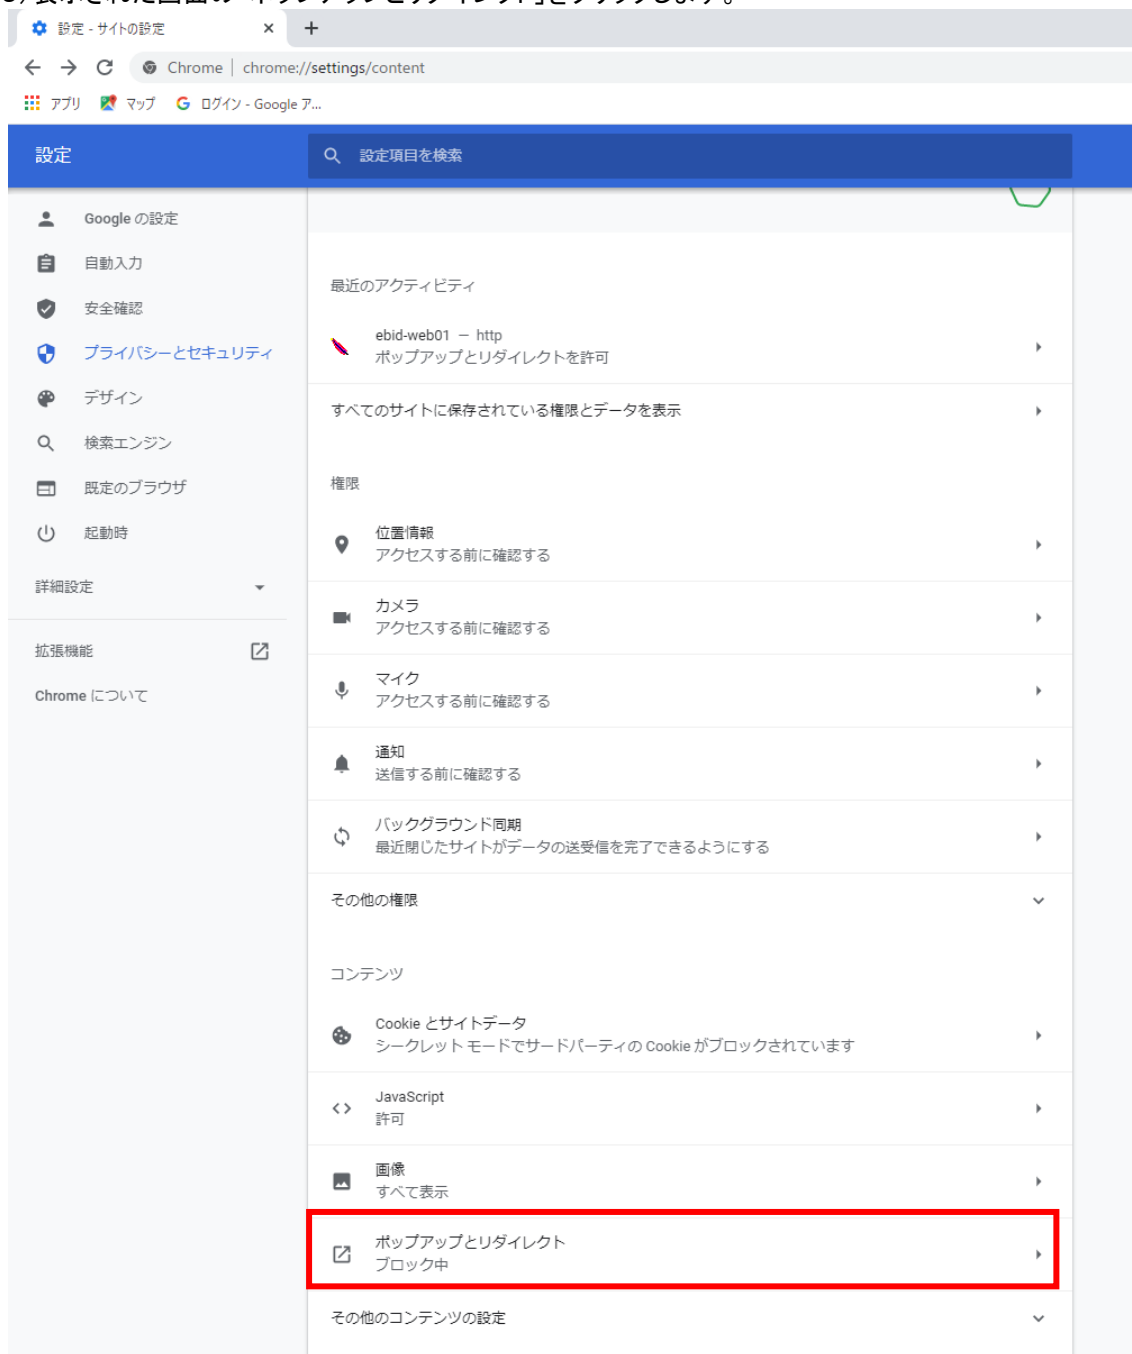 設定 - サイトの設定
Chrome | chrome://settings/content
アプリ マップ ログイン - Google ア...
設定
設定項目を検索
Google の設定
自動入力
安全確認
プライバシーとセキュリティ
デザイン
検索エンジン
既定のブラウザ
起動時
詳細設定
拡張機能
Chrome について
最近のアクティビティ
ebid-web01 － http
ポップアップとリダイレクトを許可
すべてのサイトに保存されている権限とデータを表示
権限
位置情報
アクセスする前に確認する
カメラ
アクセスする前に確認する
マイク
アクセスする前に確認する
通知
送信する前に確認する
バックグラウンド同期
最近閉じたサイトがデータの送受信を完了できるようにする
その他の権限
コンテンツ
Cookie とサイトデータ
シークレット モードでサードパーティの Cookie がブロックされています
JavaScript
許可
画像
すべて表示
ポップアップとリダイレクト
ブロック中
その他のコンテンツの設定